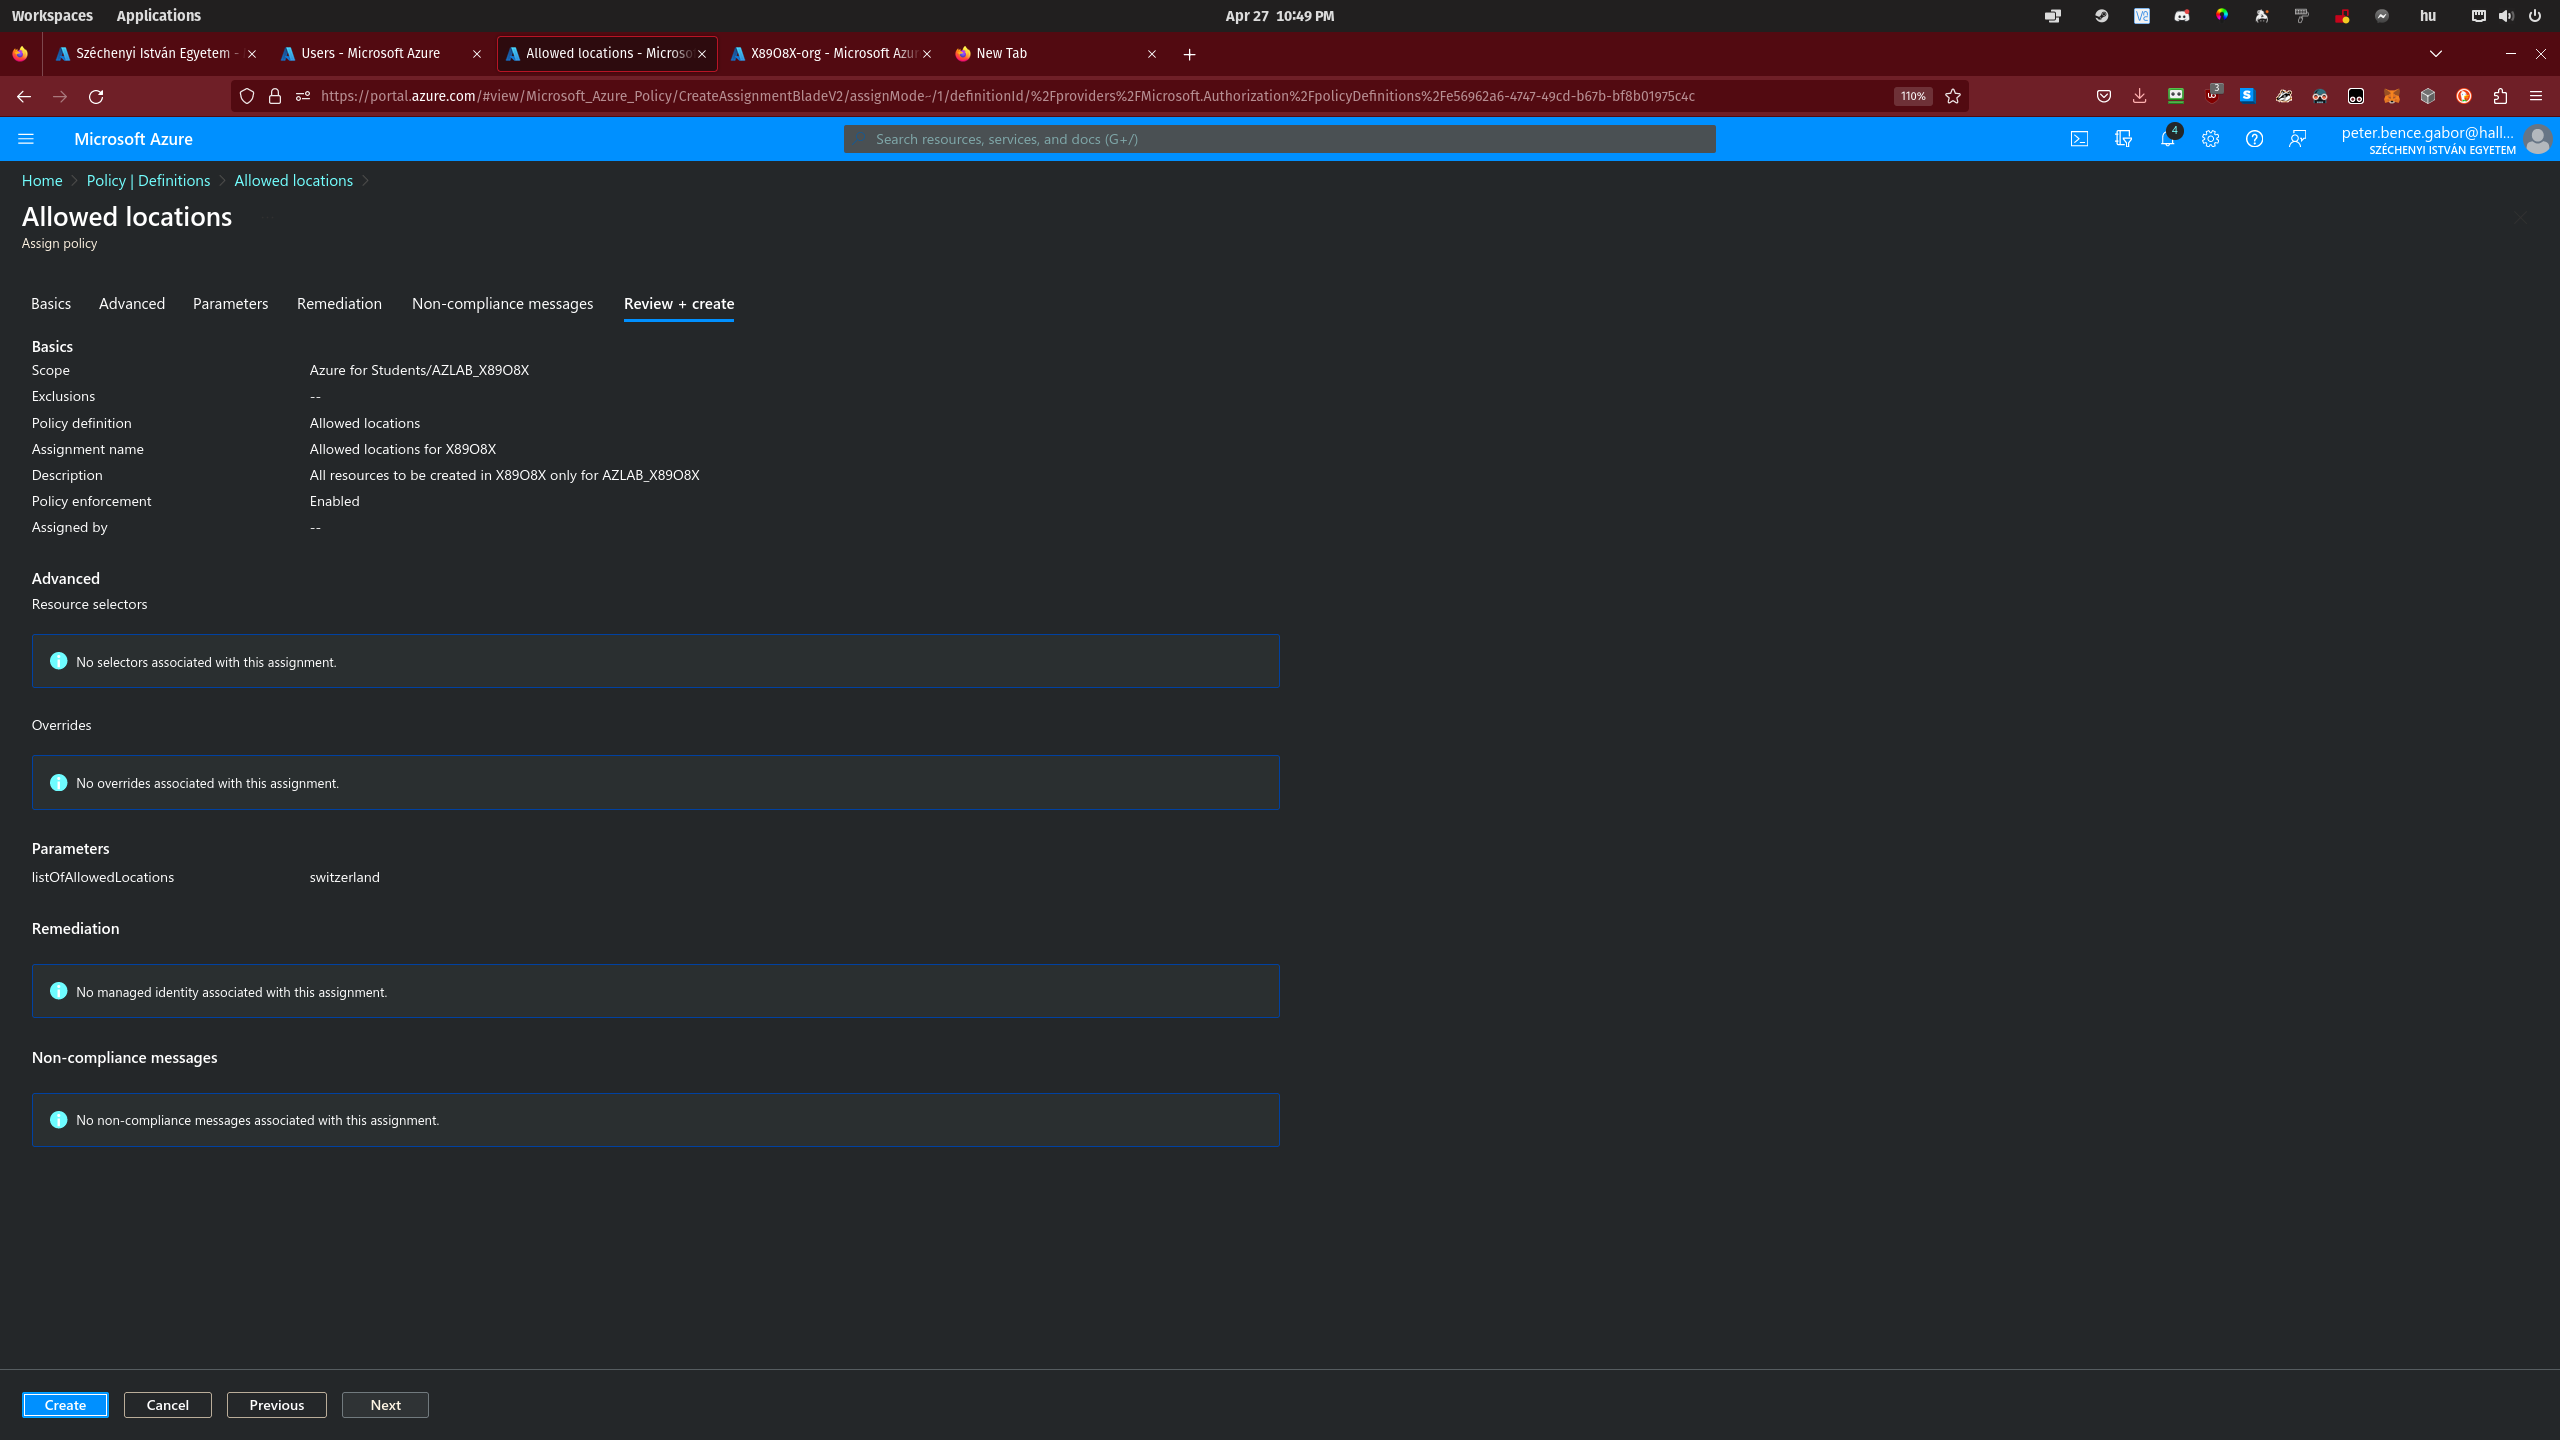 Workspaces Applications Apr 27 10:49 PM hu
Széchenyi István Egyetem - Users - Microsoft Azure Allowed locations - Microso X89O8X-org - Microsoft Azur New Tab
https://portal.azure.com/#view/Microsoft_Azure_Policy/CreateAssignmentBladeV2/assignMode~/1/definitionId/%2Fproviders%2FMicrosoft.Authorization%2FpolicyDefinitions%2Fe56962a6-4747-49cd-b67b-bf8b01975c4c 110% 3
Microsoft Azure Search resources, services, and docs (G+/) 4 peter.bence.gabor@hall...
SZÉCHENYI ISTVÁN EGYETEM
Home Policy | Definitions Allowed locations
Allowed locations
Assign policy
Basics Advanced Parameters Remediation Non-compliance messages Review + create
Basics
Scope Azure for Students/AZLAB_X89O8X
Exclusions --
Policy definition Allowed locations
Assignment name Allowed locations for X89O8X
Description All resources to be created in X89O8X only for AZLAB_X89O8X
Policy enforcement Enabled
Assigned by --
Advanced
Resource selectors
No selectors associated with this assignment.
Overrides
No overrides associated with this assignment.
Parameters
listOfAllowedLocations switzerland
Remediation
No managed identity associated with this assignment.
Non-compliance messages
No non-compliance messages associated with this assignment.
Create Cancel Previous Next